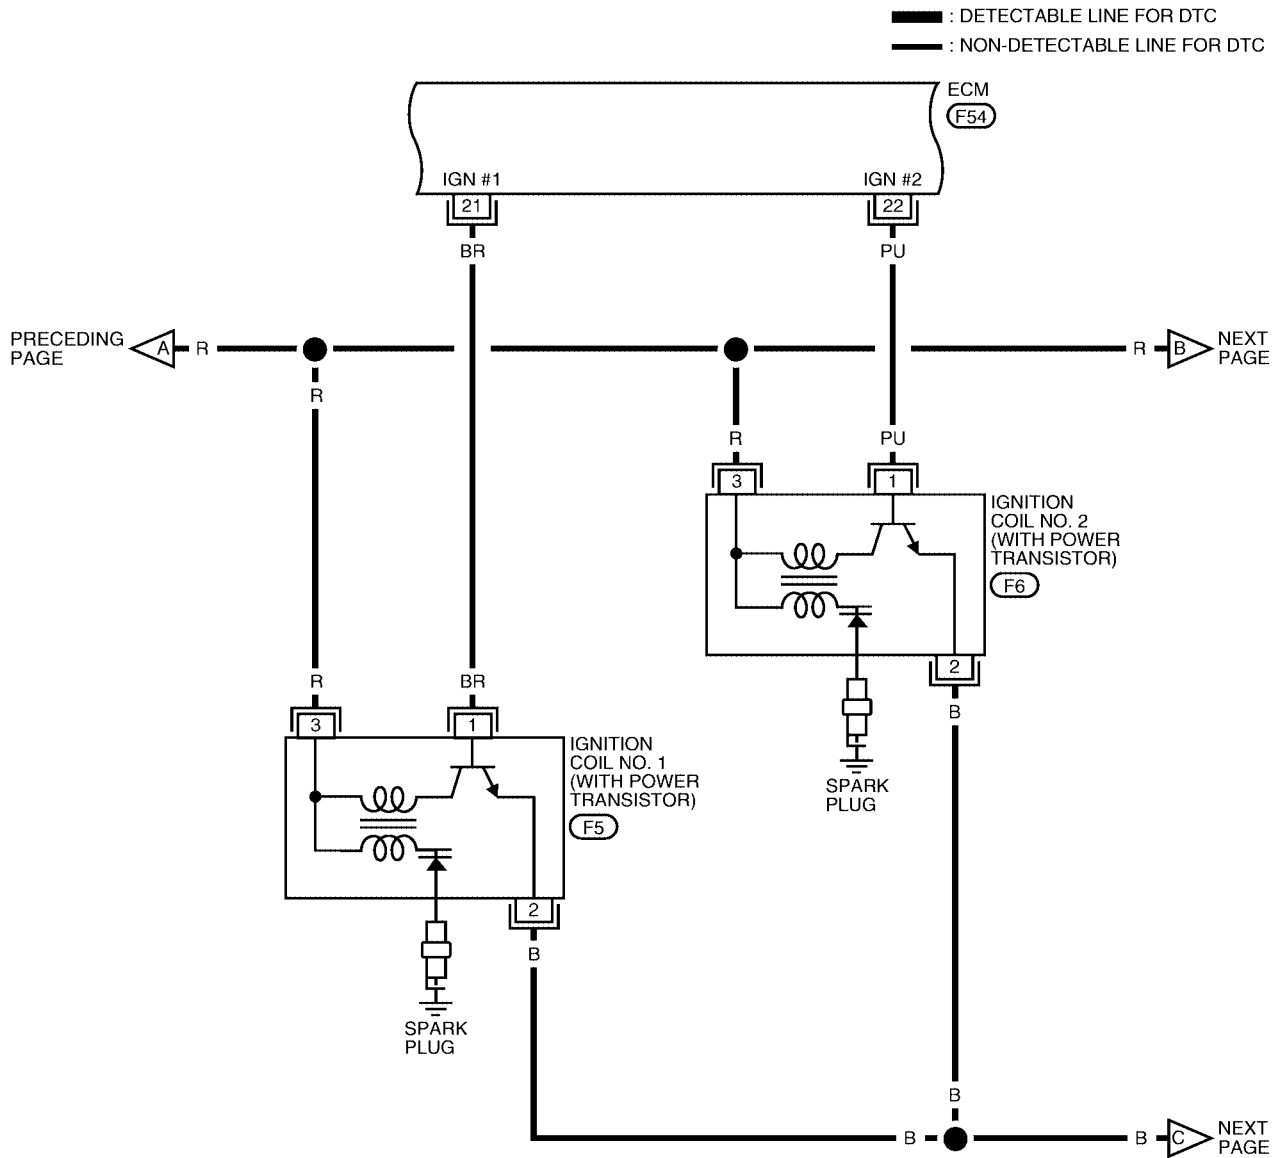 : DETECTABLE LINE FOR DTC
: NON-DETECTABLE LINE FOR DTC
ECM
F54
IGN #1
IGN #2
21
22
BR
PU
PRECEDING
PAGE
A
R
R
B
NEXT
PAGE
R
R
PU
3
1
IGNITION
COIL NO. 2
(WITH POWER
TRANSISTOR)
F6
2
B
SPARK
PLUG
R
BR
3
1
IGNITION
COIL NO. 1
(WITH POWER
TRANSISTOR)
F5
2
B
SPARK
PLUG
B
B
B
C
NEXT
PAGE